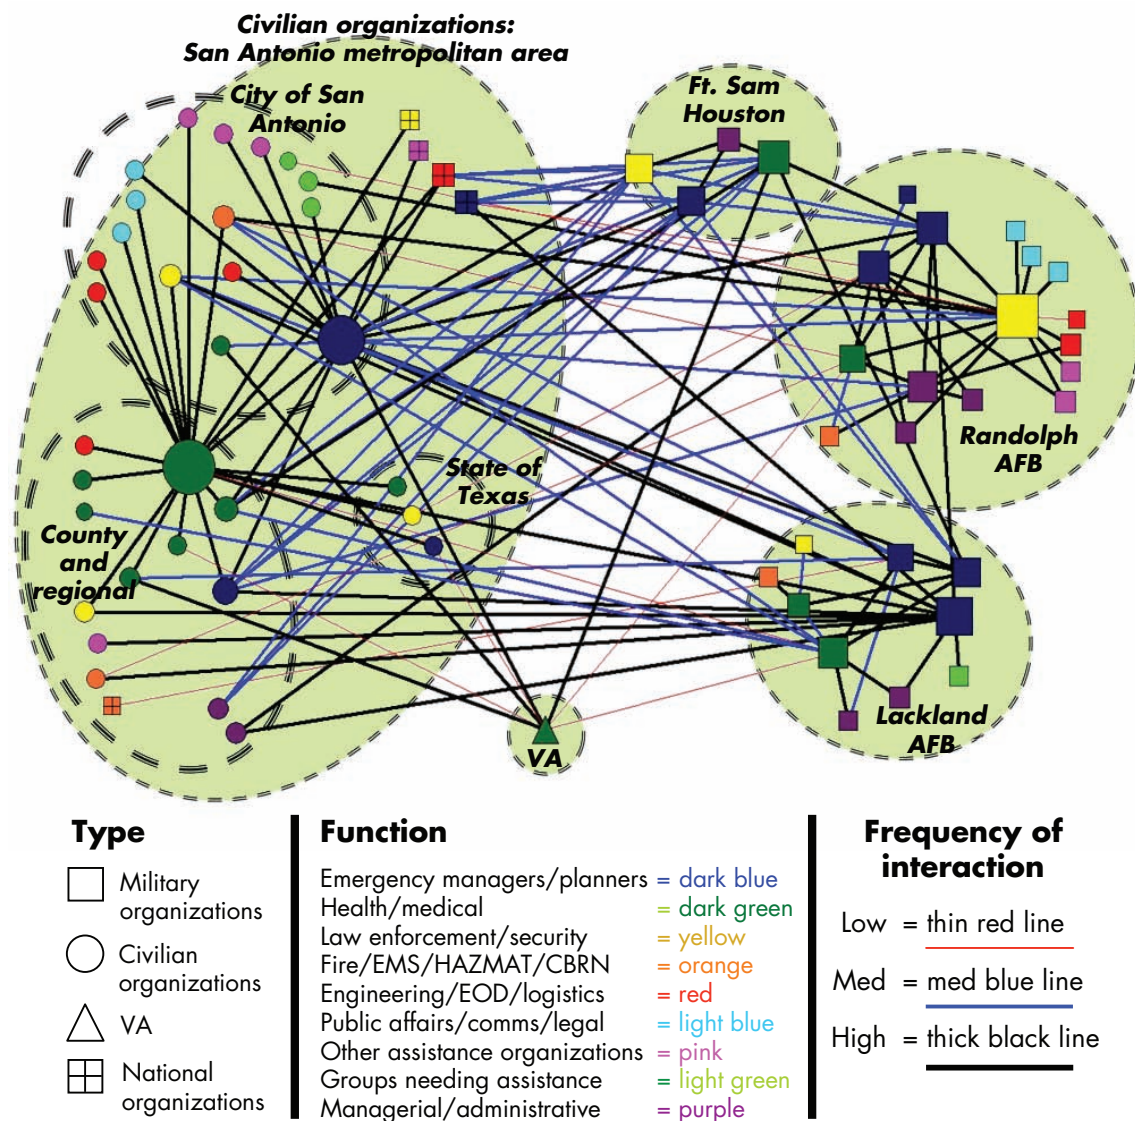 Civilian organizations:
San Antonio metropolitan area
City of San
Antonio
Ft. Sam
Houston
Randolph
AFB
State of
Texas
County
and
regional
Lackland
AFB
VA
Type
Military
organizations
Civilian
organizations
VA
National
organizations
Function
Emergency managers/planners = dark blue
Health/medical = dark green
Law enforcement/security = yellow
Fire/EMS/HAZMAT/CBRN = orange
Engineering/EOD/logistics = red
Public affairs/comms/legal = light blue
Other assistance organizations = pink
Groups needing assistance = light green
Managerial/administrative = purple
Frequency of
interaction
Low = thin red line
Med = med blue line
High = thick black line